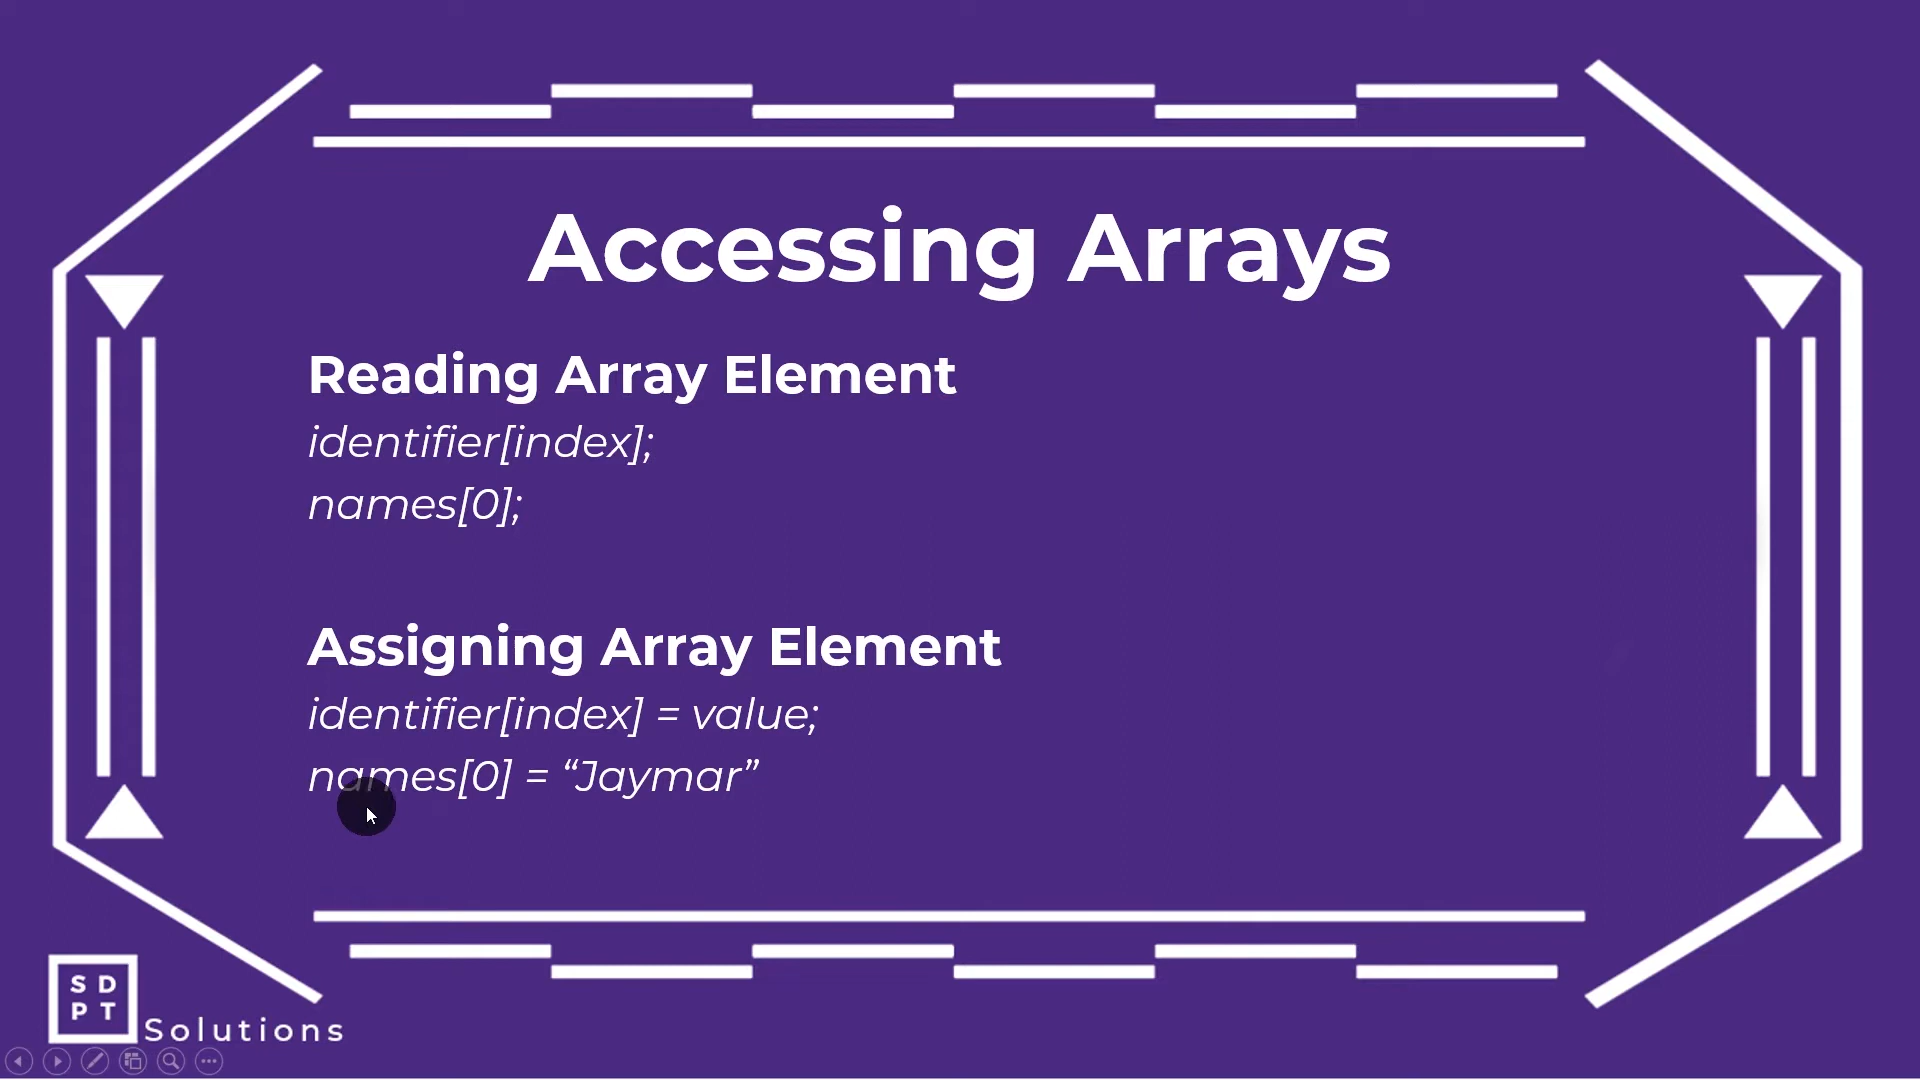 Accessing Arrays
Reading Array Element
identifier[index];
names[0];
Assigning Array Element
identifier[index] = value;
names[0] = “Jaymar”
S D
P T
Solutions